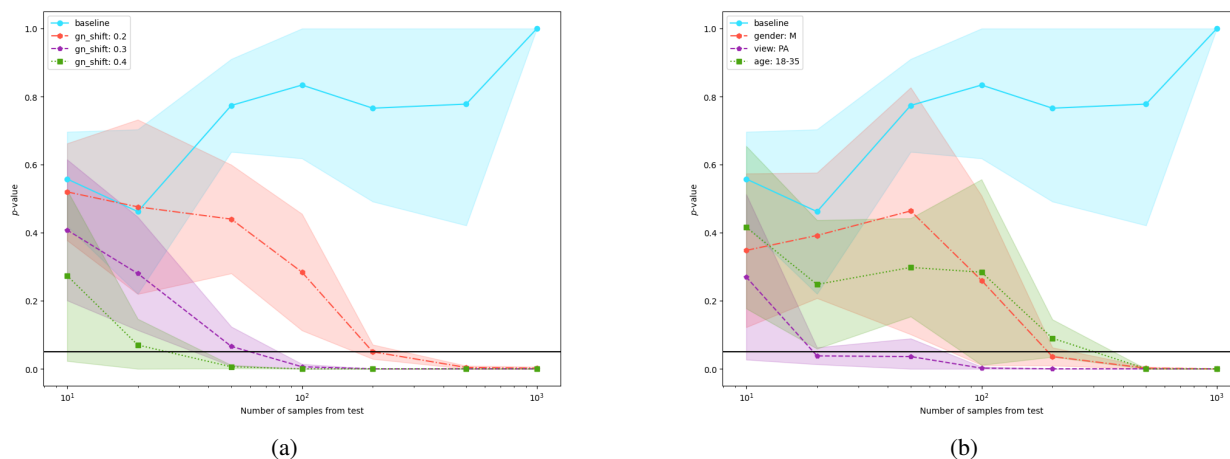 baseline
gn_shift: 0.2
gn_shift: 0.3
gn_shift: 0.4
1.0
0.8
0.6
0.4
0.2
0.0
p-value
10¹
10²
10³
Number of samples from test
(a)
baseline
gender: M
view: PA
age: 18-35
1.0
0.8
0.6
0.4
0.2
0.0
p-value
10¹
10²
10³
Number of samples from test
(b)